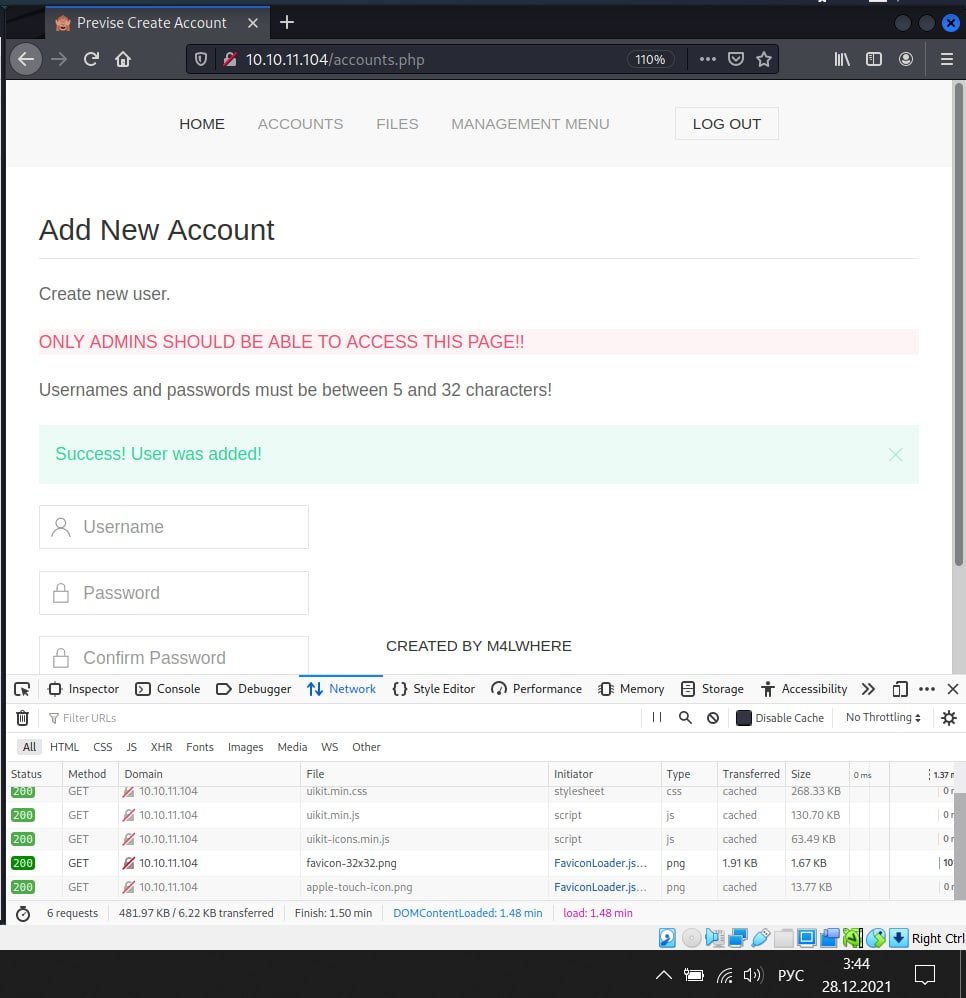 Previse Create Account
10.10.11.104/accounts.php 110%
HOME ACCOUNTS FILES MANAGEMENT MENU LOG OUT
Add New Account
Create new user.
ONLY ADMINS SHOULD BE ABLE TO ACCESS THIS PAGE!!
Usernames and passwords must be between 5 and 32 characters!
Success! User was added!
Username
Password
Confirm Password
CREATED BY M4LWHERE
Inspector Console Debugger Network Style Editor Performance Memory Storage Accessibility
Filter URLs Disable Cache No Throttling
All HTML CSS JS XHR Fonts Images Media WS Other
Status Method Domain File Initiator Type Transferred Size 0 ms 1.37 m
200 GET 10.10.11.104 uikit.min.css stylesheet css cached 268.33 KB 0
200 GET 10.10.11.104 uikit.min.js script js cached 130.70 KB 0
200 GET 10.10.11.104 uikit-icons.min.js script js cached 63.49 KB 0
200 GET 10.10.11.104 favicon-32x32.png FaviconLoader.js... png 1.91 KB 1.67 KB 10
200 GET 10.10.11.104 apple-touch-icon.png FaviconLoader.js... png cached 13.77 KB 0
6 requests 481.97 KB / 6.22 KB transferred Finish: 1.50 min DOMContentLoaded: 1.48 min load: 1.48 min
Right Ctrl
РУС
3:44
28.12.2021